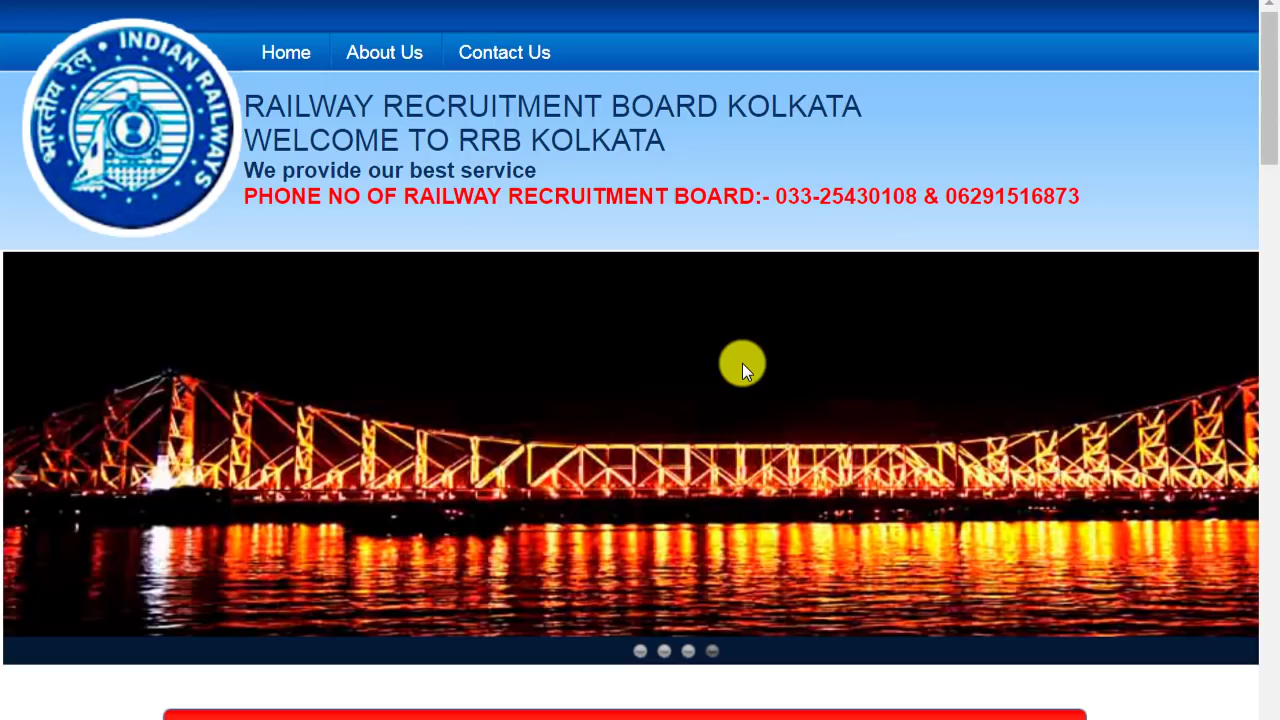 भारतीय रेल • INDIAN RAILWAYS
Home About Us Contact Us
RAILWAY RECRUITMENT BOARD KOLKATA
WELCOME TO RRB KOLKATA
We provide our best service
PHONE NO OF RAILWAY RECRUITMENT BOARD:- 033-25430108 & 06291516873